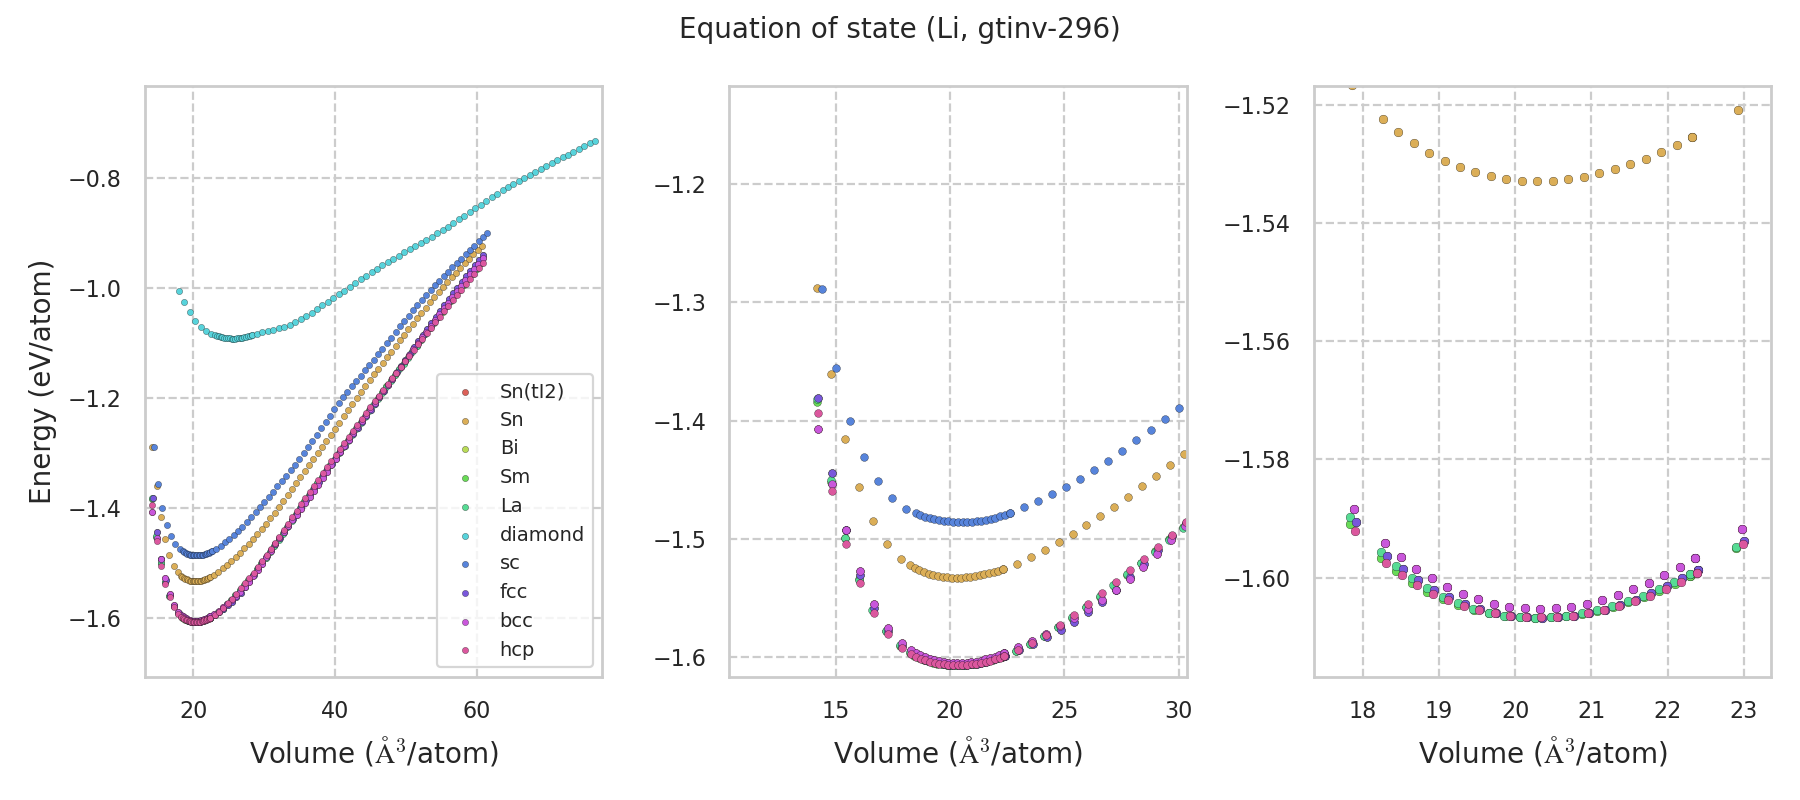 Equation of state (Li, gtinv-296)
Energy (eV/atom)
−0.8
−1.0
−1.2
−1.4
−1.6
20
40
60
Volume (Å³/atom)
Sn(tI2)
Sn
Bi
Sm
La
diamond
sc
fcc
bcc
hcp
−1.2
−1.3
−1.4
−1.5
−1.6
15
20
25
30
Volume (Å³/atom)
−1.52
−1.54
−1.56
−1.58
−1.60
18
19
20
21
22
23
Volume (Å³/atom)